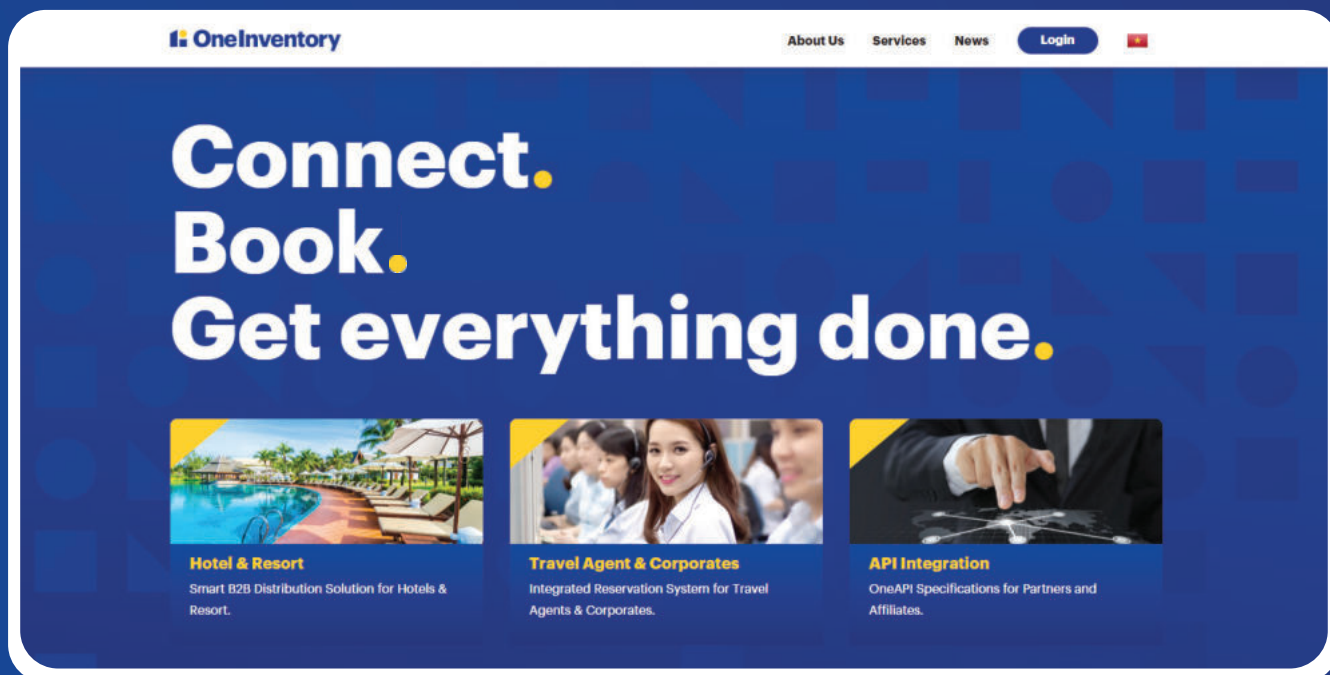 OneInventory
About Us Services News Login
Connect.
Book.
Get everything done.
Hotel & Resort
Smart B2B Distribution Solution for Hotels &
Resort.
Travel Agent & Corporates
Integrated Reservation System for Travel
Agents & Corporates.
API Integration
OneAPI Specifications for Partners and
Affiliates.